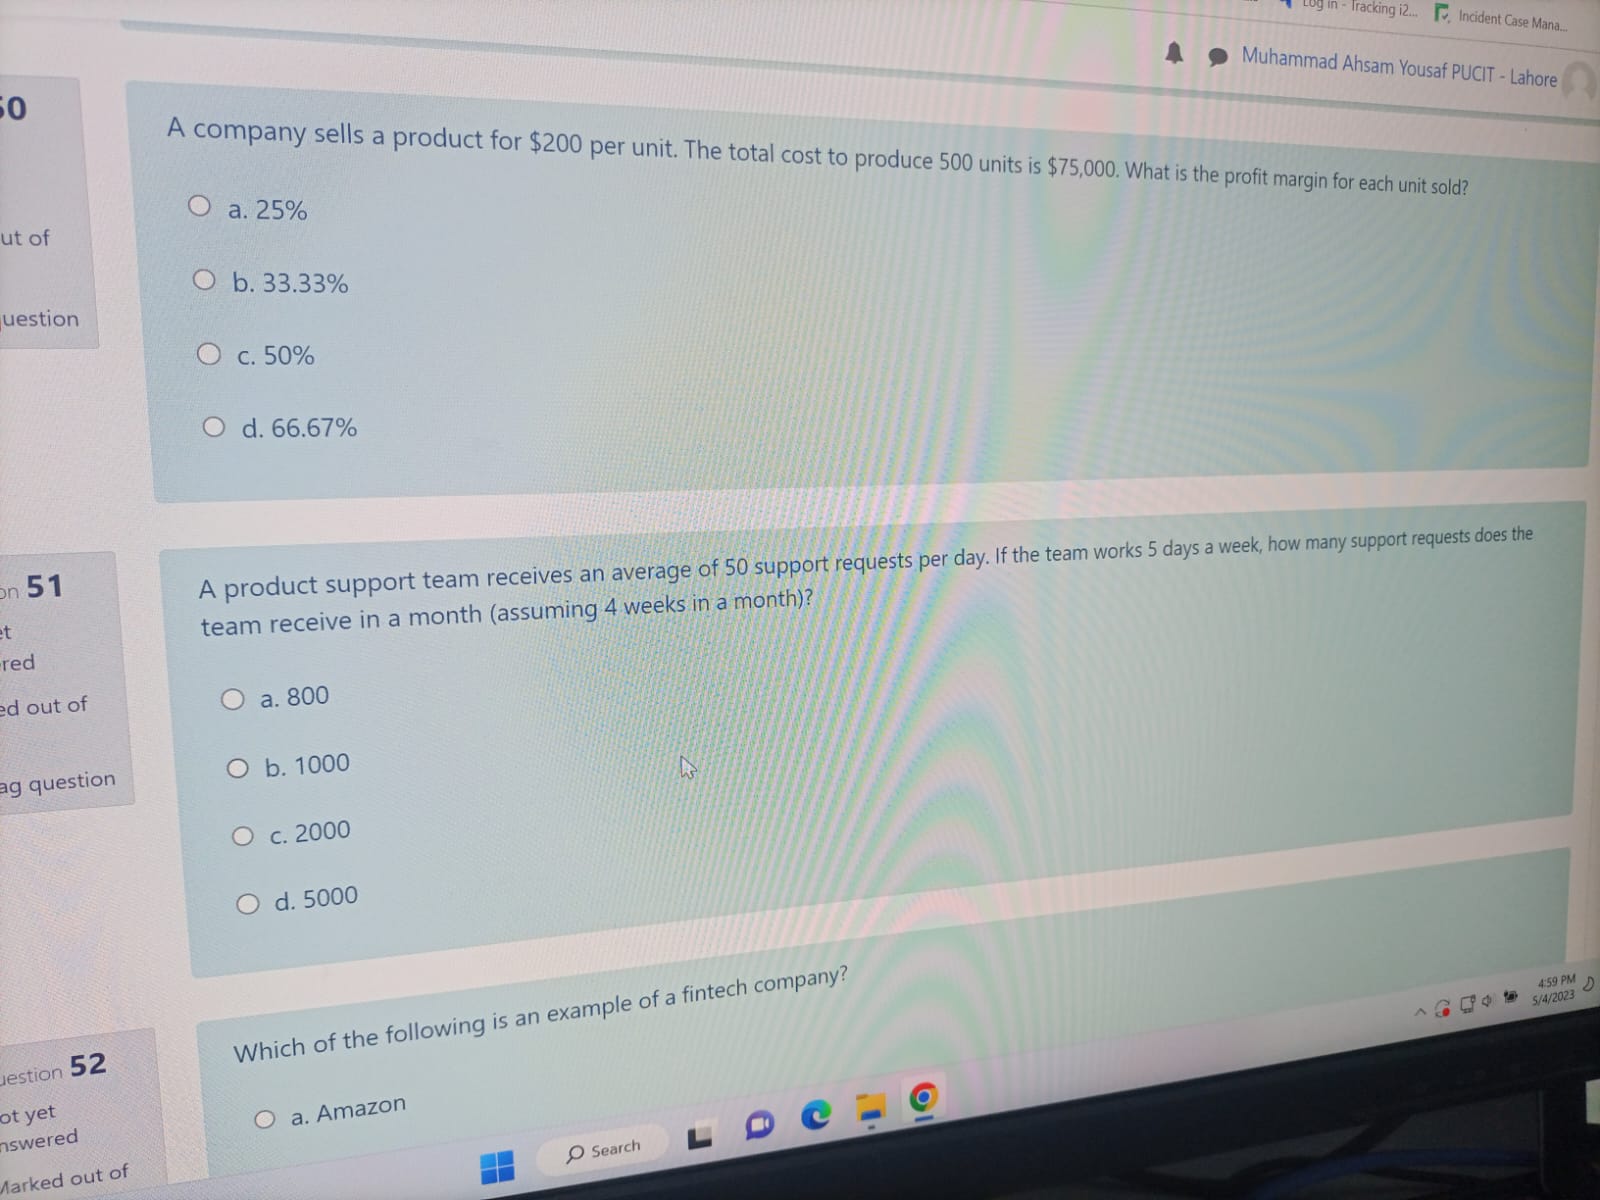 Log in - Tracking i2...
Incident Case Mana...
Muhammad Ahsam Yousaf PUCIT - Lahore
50
ut of
uestion
A company sells a product for $200 per unit. The total cost to produce 500 units is $75,000. What is the profit margin for each unit sold?
a. 25%
b. 33.33%
c. 50%
d. 66.67%
on 51
et
red
ed out of
ag question
A product support team receives an average of 50 support requests per day. If the team works 5 days a week, how many support requests does the
team receive in a month (assuming 4 weeks in a month)?
a. 800
b. 1000
c. 2000
d. 5000
uestion 52
ot yet
nswered
Marked out of
Which of the following is an example of a fintech company?
a. Amazon
Search
4:59 PM
5/4/2023